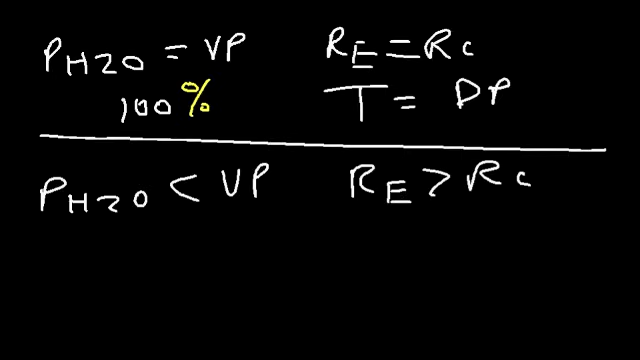 PH2O = VP RE = RC
100 % T = DP
PH2O < VP RE > RC